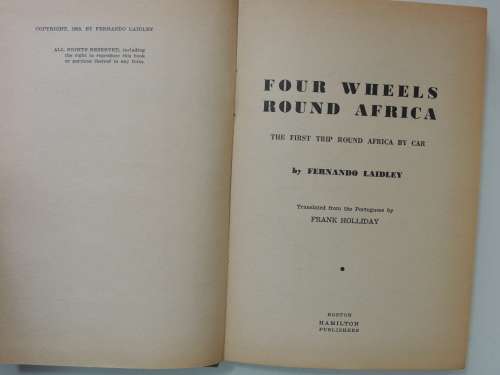 COPYRIGHT, 1963, BY FERNANDO LAIDLEY
ALL RIGHTS RESERVED, including
the right to reproduce this book
or portions thereof in any form.
FOUR WHEELS
ROUND AFRICA
THE FIRST TRIP ROUND AFRICA BY CAR
by FERNANDO LAIDLEY
Translated from the Portuguese by
FRANK HOLLIDAY
BOSTON
HAMILTON
PUBLISHERS